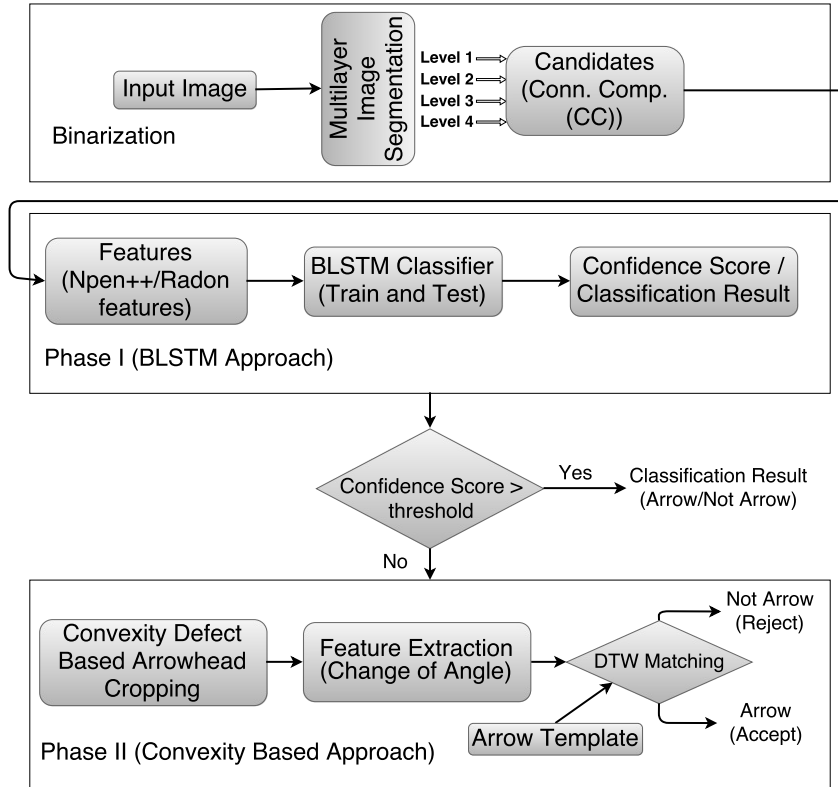 Input Image
Multilayer
Image
Segmentation
Level 1
Level 2
Level 3
Level 4
Candidates
(Conn. Comp.
(CC))
Binarization
Features
(Npen++/Radon
features)
BLSTM Classifier
(Train and Test)
Confidence Score /
Classification Result
Phase I (BLSTM Approach)
Confidence Score >
threshold
Yes
Classification Result
(Arrow/Not Arrow)
No
Convexity Defect
Based Arrowhead
Cropping
Feature Extraction
(Change of Angle)
DTW Matching
Not Arrow
(Reject)
Arrow
(Accept)
Arrow Template
Phase II (Convexity Based Approach)